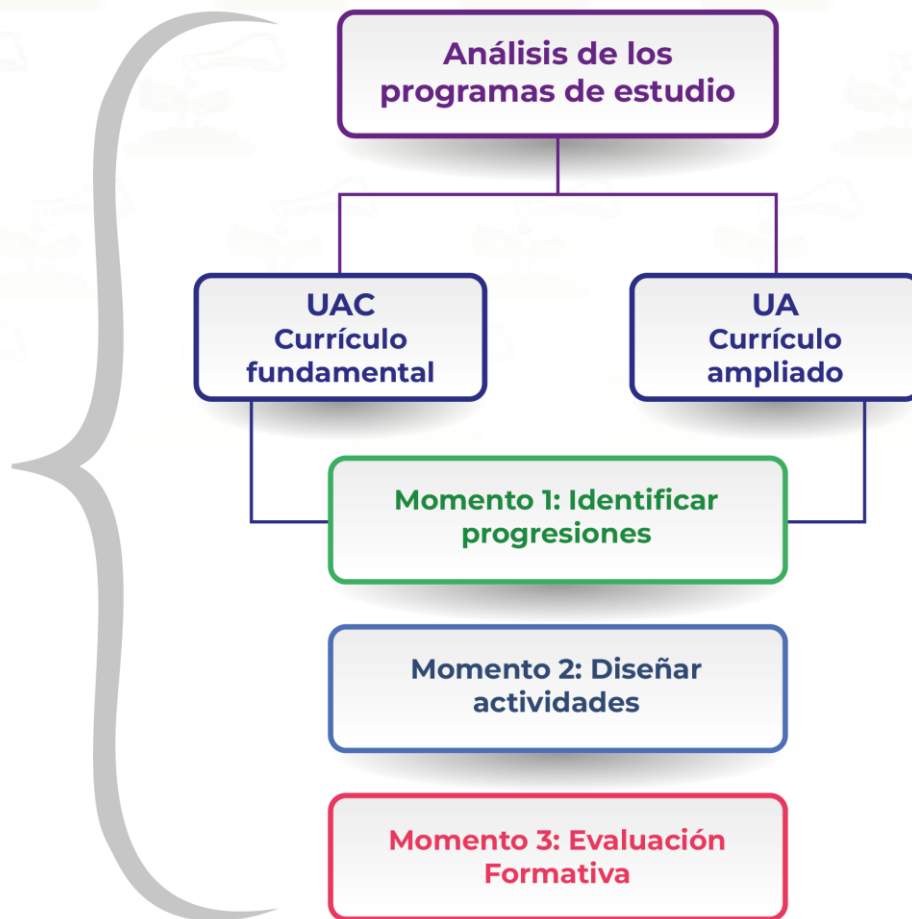 Análisis de los
programas de estudio
UAC
Currículo
fundamental
UA
Currículo
ampliado
Momento 1: Identificar
progresiones
Momento 2: Diseñar
actividades
Momento 3: Evaluación
Formativa